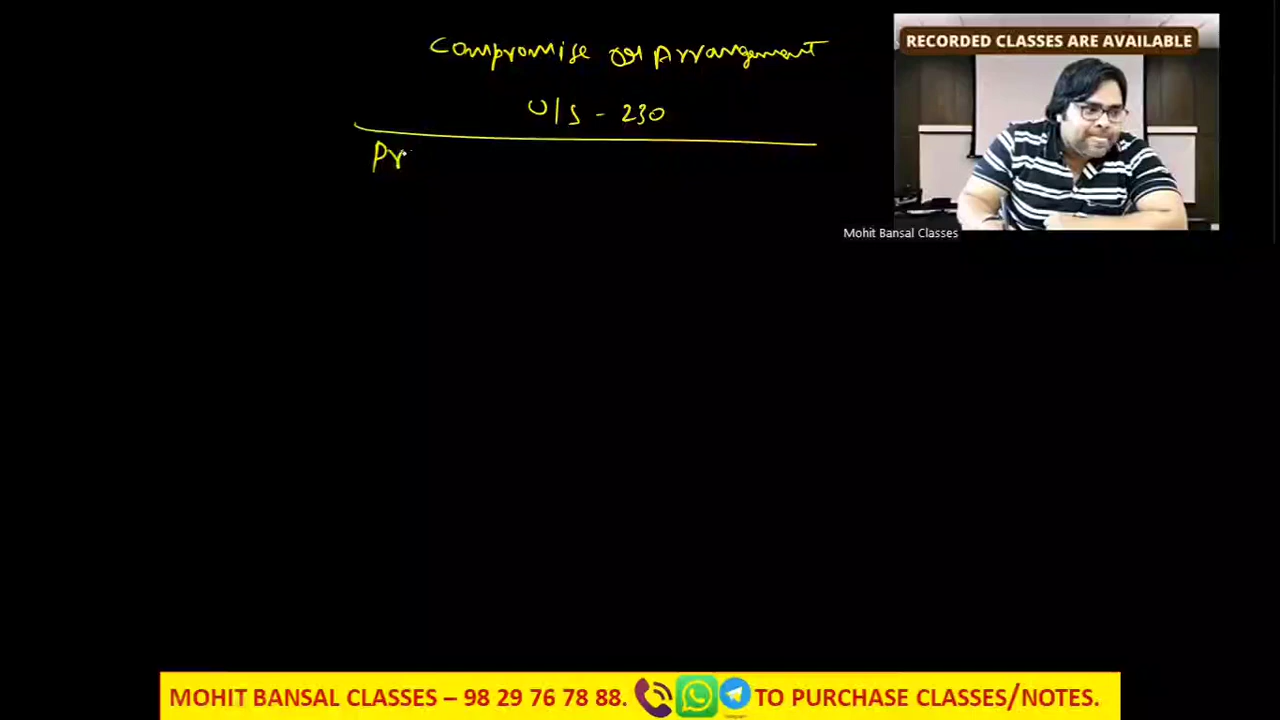 Compromise or Arrangement
RECORDED CLASSES ARE AVAILABLE
U/S - 230
Pr
Mohit Bansal Classes
MOHIT BANSAL CLASSES – 98 29 76 78 88. TO PURCHASE CLASSES/NOTES.